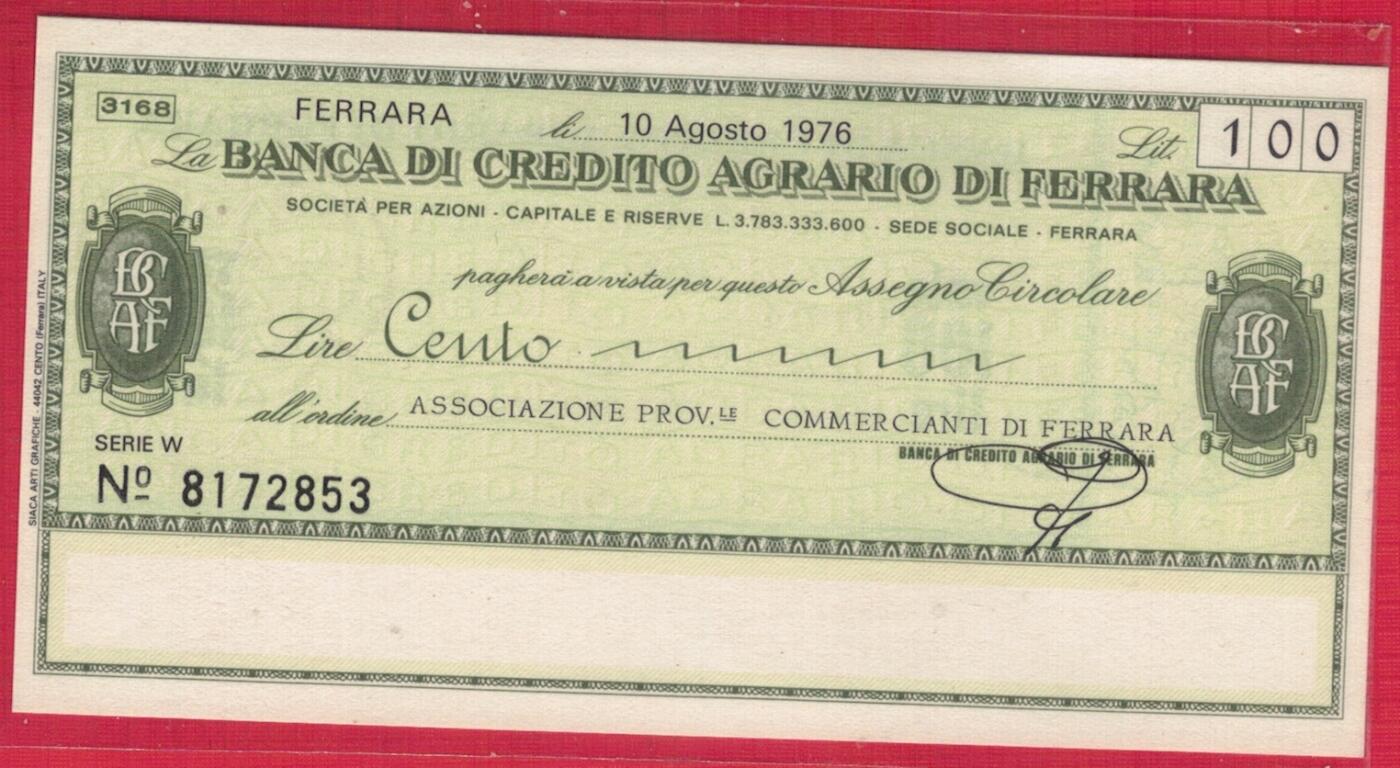 3168
FERRARA li 10 Agosto 1976 Lit. 100
La BANCA DI CREDITO AGRARIO DI FERRARA
SOCIETÀ PER AZIONI - CAPITALE E RISERVE L. 3.783.333.600 - SEDE SOCIALE - FERRARA
pagherà a vista per questo Assegno Circolare
Lire Cento
all'ordine ASSOCIAZIONE PROV.LE COMMERCIANTI DI FERRARA
BANCA DI CREDITO AGRARIO DI FERRARA
SERIE W
Nº 8172853
BCAF
BCAF
SIACA ARTI GRAFICHE - 44042 CENTO (Ferrara) ITALY